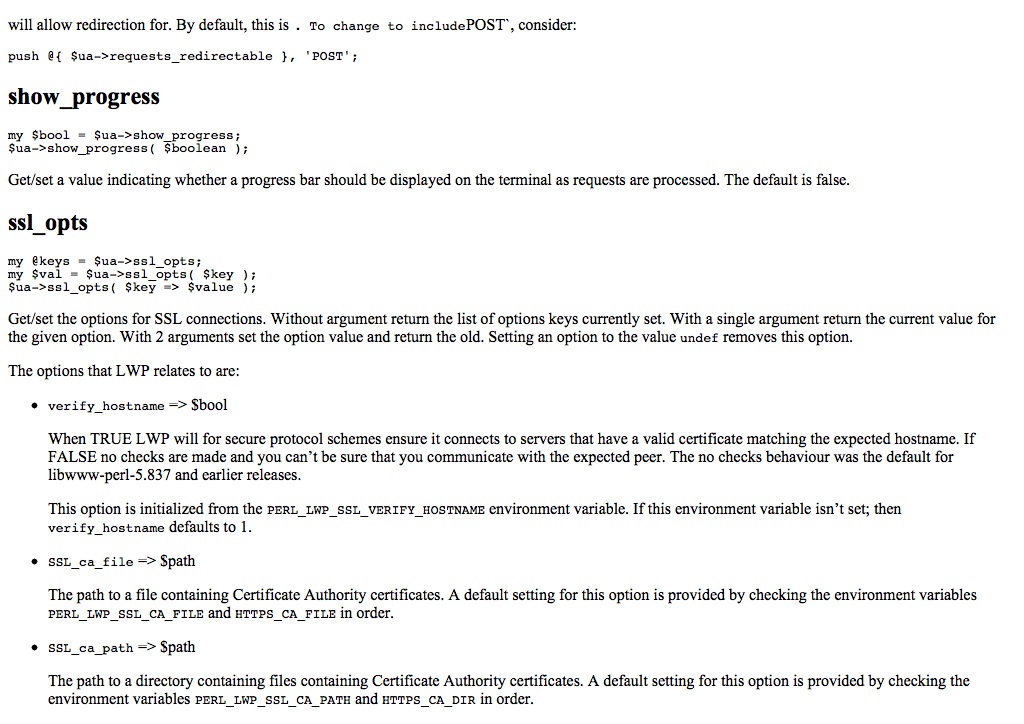 will allow redirection for. By default, this is . To change to includePOST`, consider:
push @{ $ua->requests_redirectable }, 'POST';
show_progress
my $bool = $ua->show_progress;
$ua->show_progress( $boolean );
Get/set a value indicating whether a progress bar should be displayed on the terminal as requests are processed. The default is false.
ssl_opts
my @keys = $ua->ssl_opts;
my $val = $ua->ssl_opts( $key );
$ua->ssl_opts( $key => $value );
Get/set the options for SSL connections. Without argument return the list of options keys currently set. With a single argument return the current value for
the given option. With 2 arguments set the option value and return the old. Setting an option to the value undef removes this option.
The options that LWP relates to are:
• verify_hostname => $bool
When TRUE LWP will for secure protocol schemes ensure it connects to servers that have a valid certificate matching the expected hostname. If
FALSE no checks are made and you can’t be sure that you communicate with the expected peer. The no checks behaviour was the default for
libwww-perl-5.837 and earlier releases.
This option is initialized from the PERL_LWP_SSL_VERIFY_HOSTNAME environment variable. If this environment variable isn’t set; then
verify_hostname defaults to 1.
• SSL_ca_file => $path
The path to a file containing Certificate Authority certificates. A default setting for this option is provided by checking the environment variables
PERL_LWP_SSL_CA_FILE and HTTPS_CA_FILE in order.
• SSL_ca_path => $path
The path to a directory containing files containing Certificate Authority certificates. A default setting for this option is provided by checking the
environment variables PERL_LWP_SSL_CA_PATH and HTTPS_CA_DIR in order.